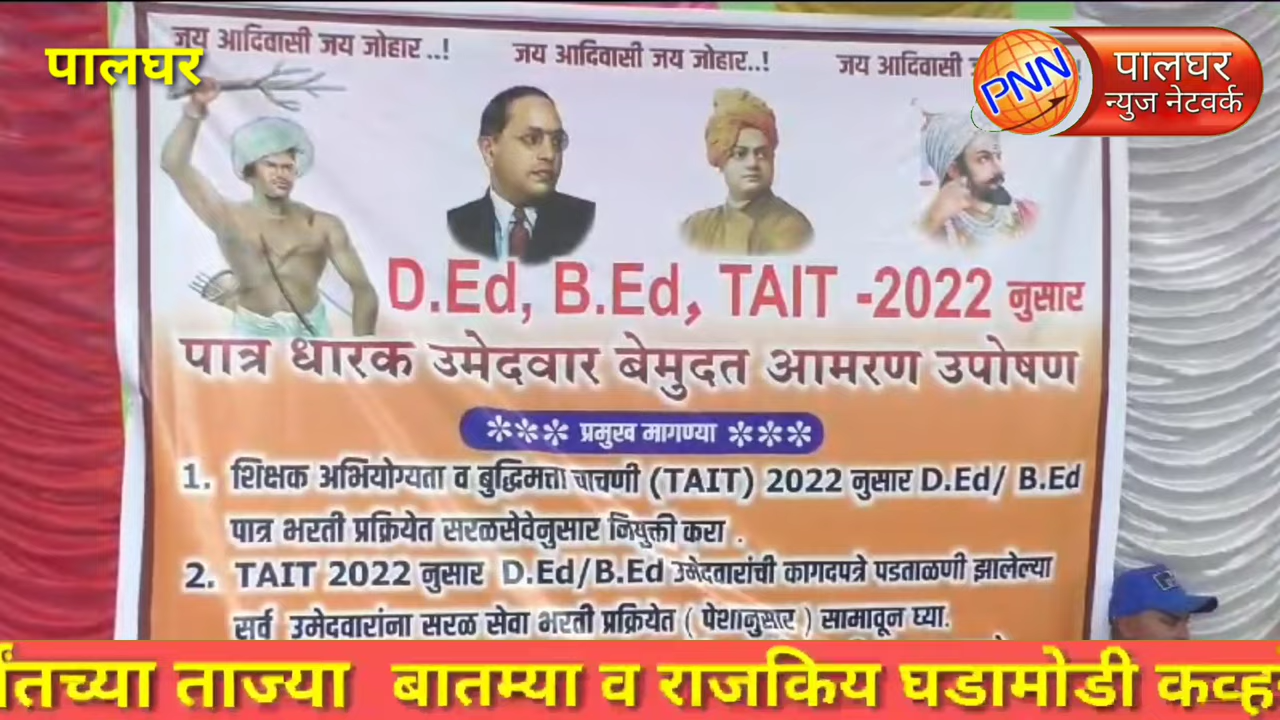 पालघर
जय आदिवासी जय जोहार ..!
जय आदिवासी जय जोहार..!
जय आदिवासी
PNN
पालघर
न्युज नेटवर्क
D.Ed, B.Ed, TAIT -2022 नुसार
पात्र धारक उमेदवार बेमुदत आमरण उपोषण
*** प्रमुख मागण्या ***
1. शिक्षक अभियोग्यता व बुद्धिमत्ता चाचणी (TAIT) 2022 नुसार D.Ed/ B.Ed
पात्र भरती प्रक्रियेत सरळसेवेनुसार नियुक्ती करा .
2. TAIT 2022 नुसार D.Ed/B.Ed उमेदवारांची कागदपत्रे पडताळणी झालेल्या
सर्व उमेदवारांना सरळ सेवा भरती प्रक्रियेत ( पेशानुसार ) सामावून घ्या.
ताज्या बातम्या व राजकिय घडामोडी